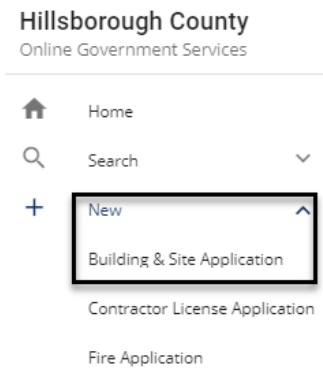 Hillsborough County
Online Government Services
Home
Search
New
Building & Site Application
Contractor License Application
Fire Application